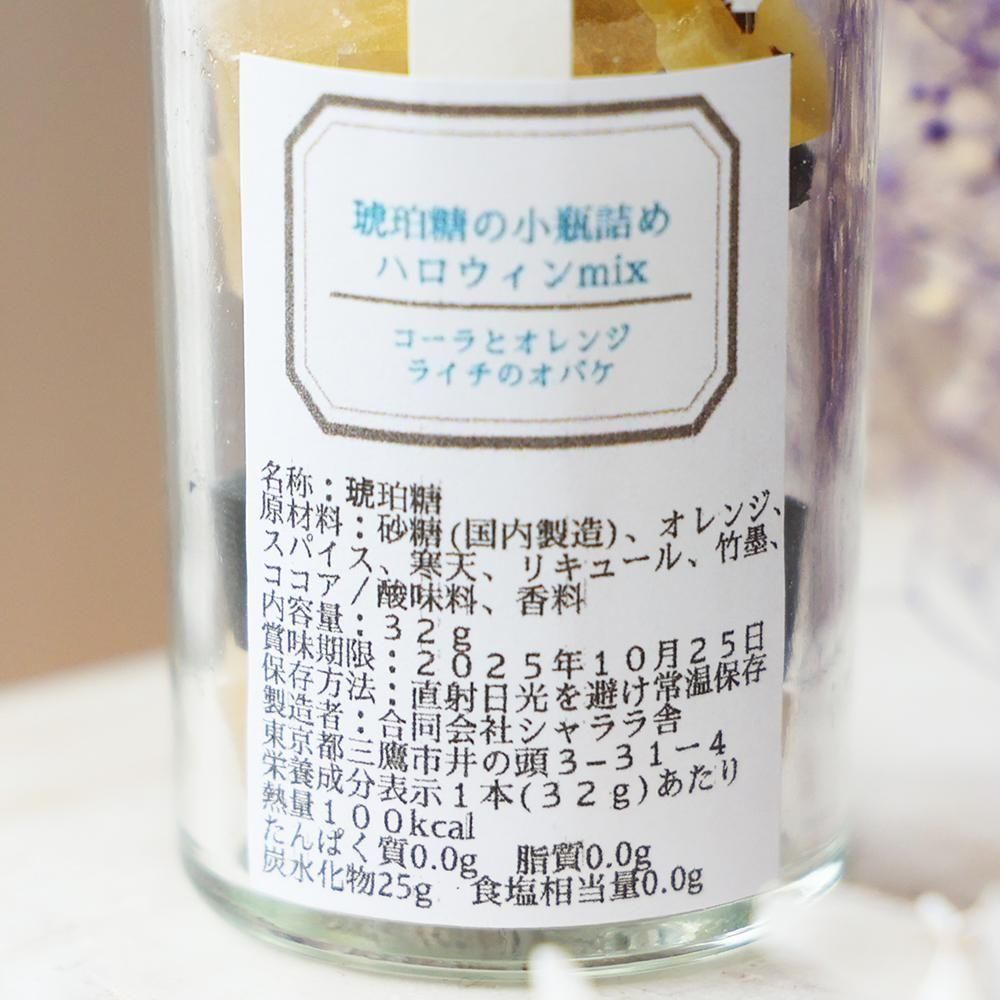 琥珀糖の小瓶詰め
ハロウィンmix
コーラとオレンジ
ライチのオバケ
名称：琥珀糖
原材料：砂糖(国内製造)、オレンジ、
スパイス、寒天、リキュール、竹墨、
ココア/酸味料、香料
内容量：３２ｇ
賞味期限：２０２５年１０月２５日
保存方法：直射日光を避け常温保存
製造者：合同会社シャララ舎
東京都三鷹市井の頭３−３１−４
栄養成分表示１本(３２ｇ)あたり
熱量１００kcal
たんぱく質0.0g 脂質0.0g
炭水化物25g 食塩相当量0.0g